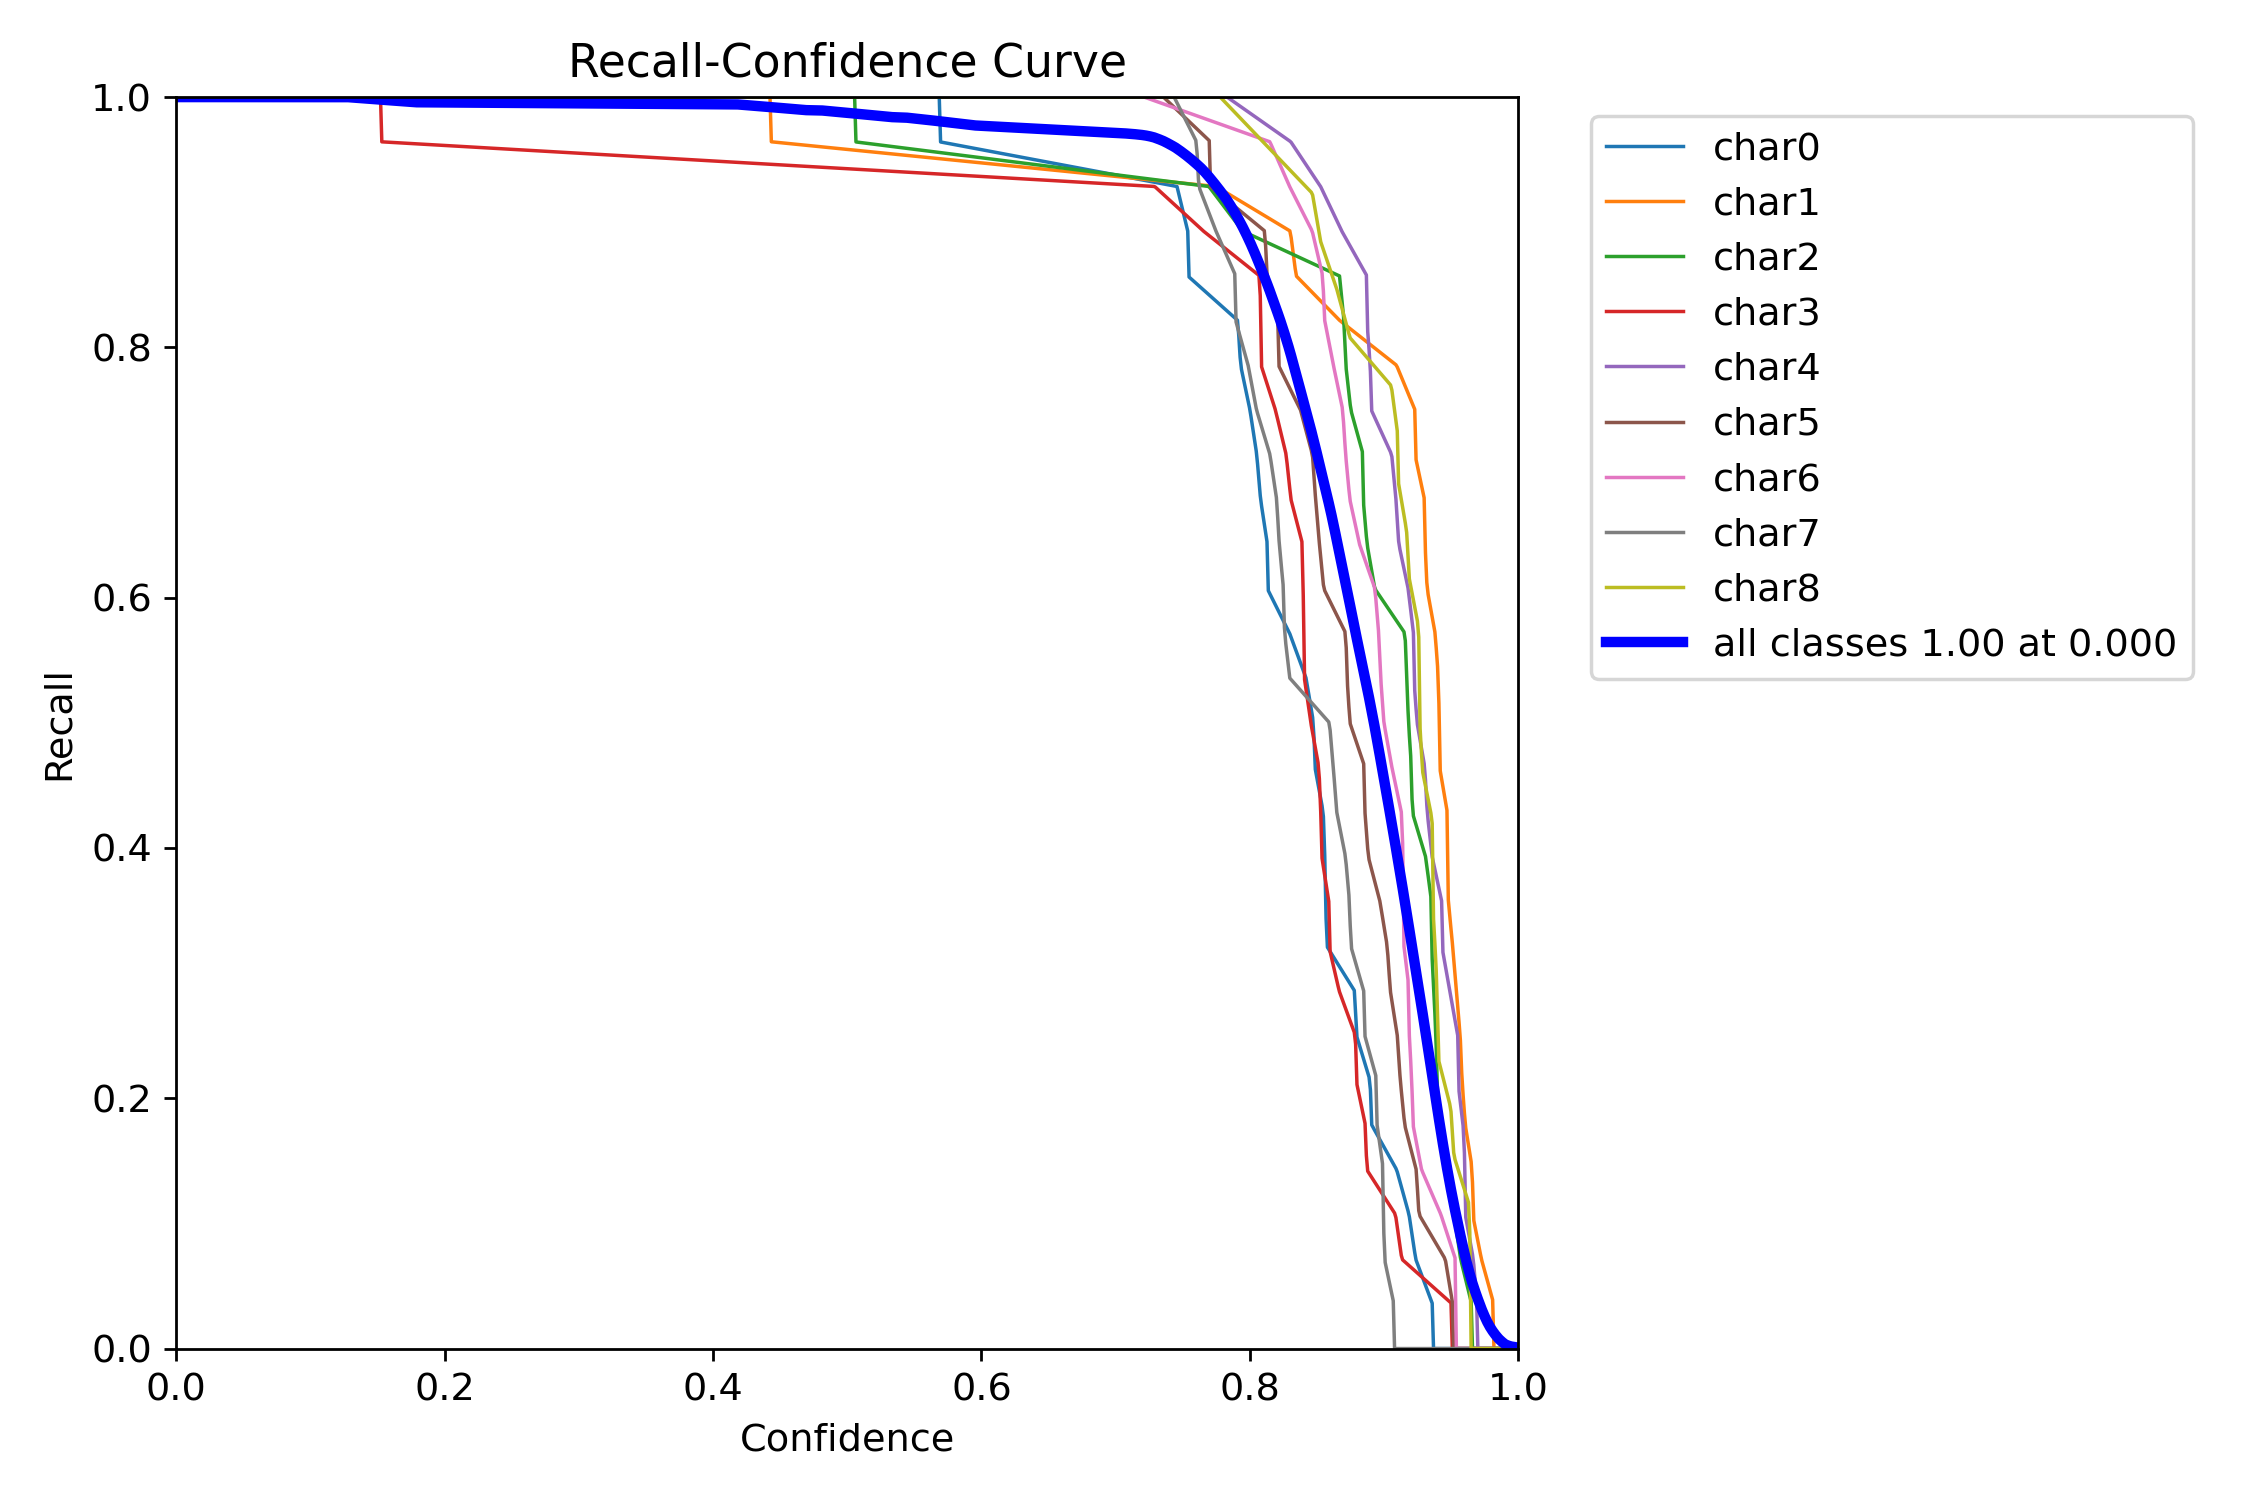 Recall-Confidence Curve
1.0
0.8
0.6
0.4
0.2
0.0
Recall
0.0 0.2 0.4 0.6 0.8 1.0
Confidence
char0
char1
char2
char3
char4
char5
char6
char7
char8
all classes 1.00 at 0.000